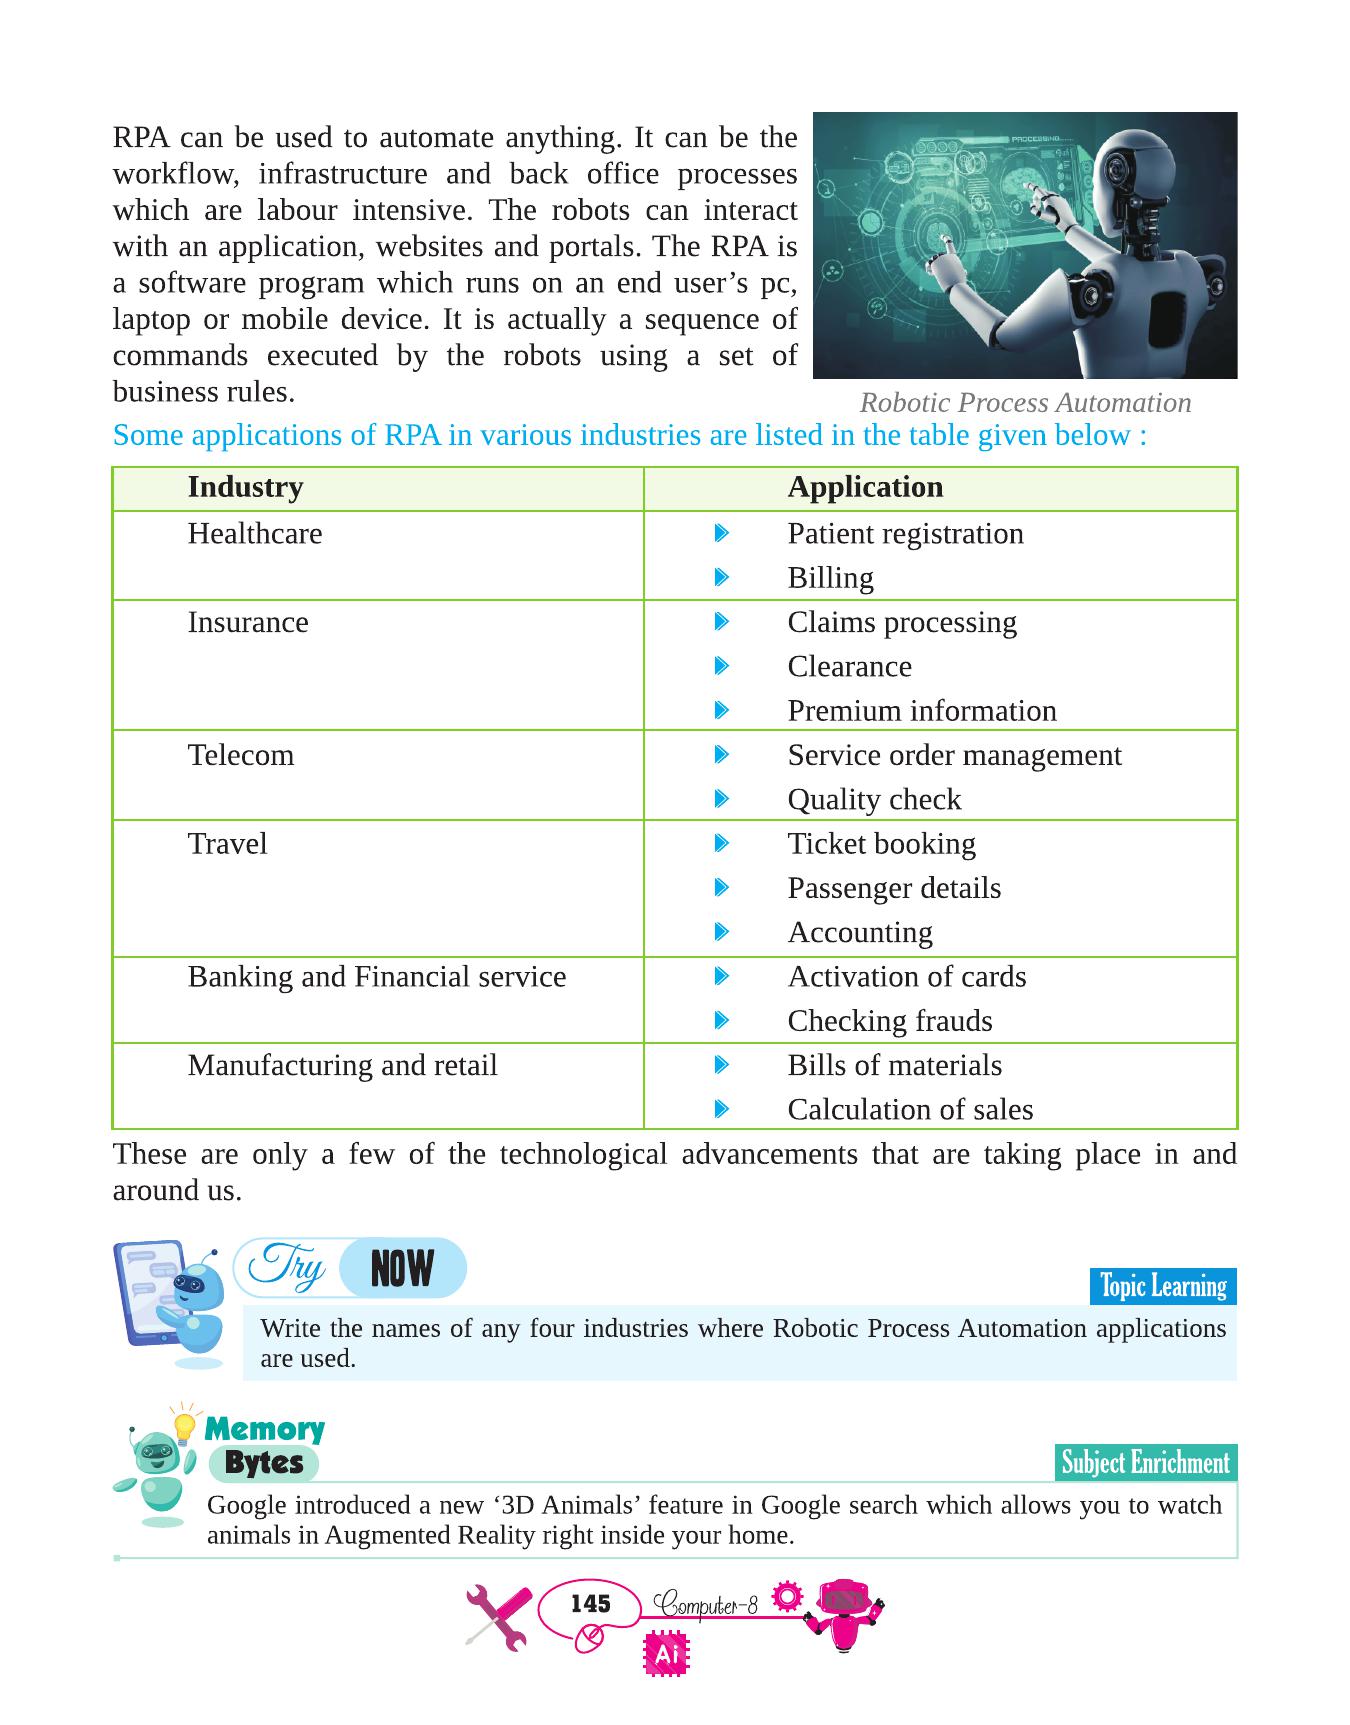 RPA can be used to automate anything. It can be the
workflow, infrastructure and back office processes
which are labour intensive. The robots can interact
with an application, websites and portals. The RPA is
a software program which runs on an end user’s pc,
laptop or mobile device. It is actually a sequence of
commands executed by the robots using a set of
business rules.
PROCESSING
Robotic Process Automation
Some applications of RPA in various industries are listed in the table given below :
Industry Application
Healthcare Patient registration
Billing
Insurance Claims processing
Clearance
Premium information
Telecom Service order management
Quality check
Travel Ticket booking
Passenger details
Accounting
Banking and Financial service Activation of cards
Checking frauds
Manufacturing and retail Bills of materials
Calculation of sales
These are only a few of the technological advancements that are taking place in and
around us.
Try NOW
Topic Learning
Write the names of any four industries where Robotic Process Automation applications
are used.
Memory
Bytes
Subject Enrichment
Google introduced a new ‘3D Animals’ feature in Google search which allows you to watch
animals in Augmented Reality right inside your home.
145 Computer-8
Ai